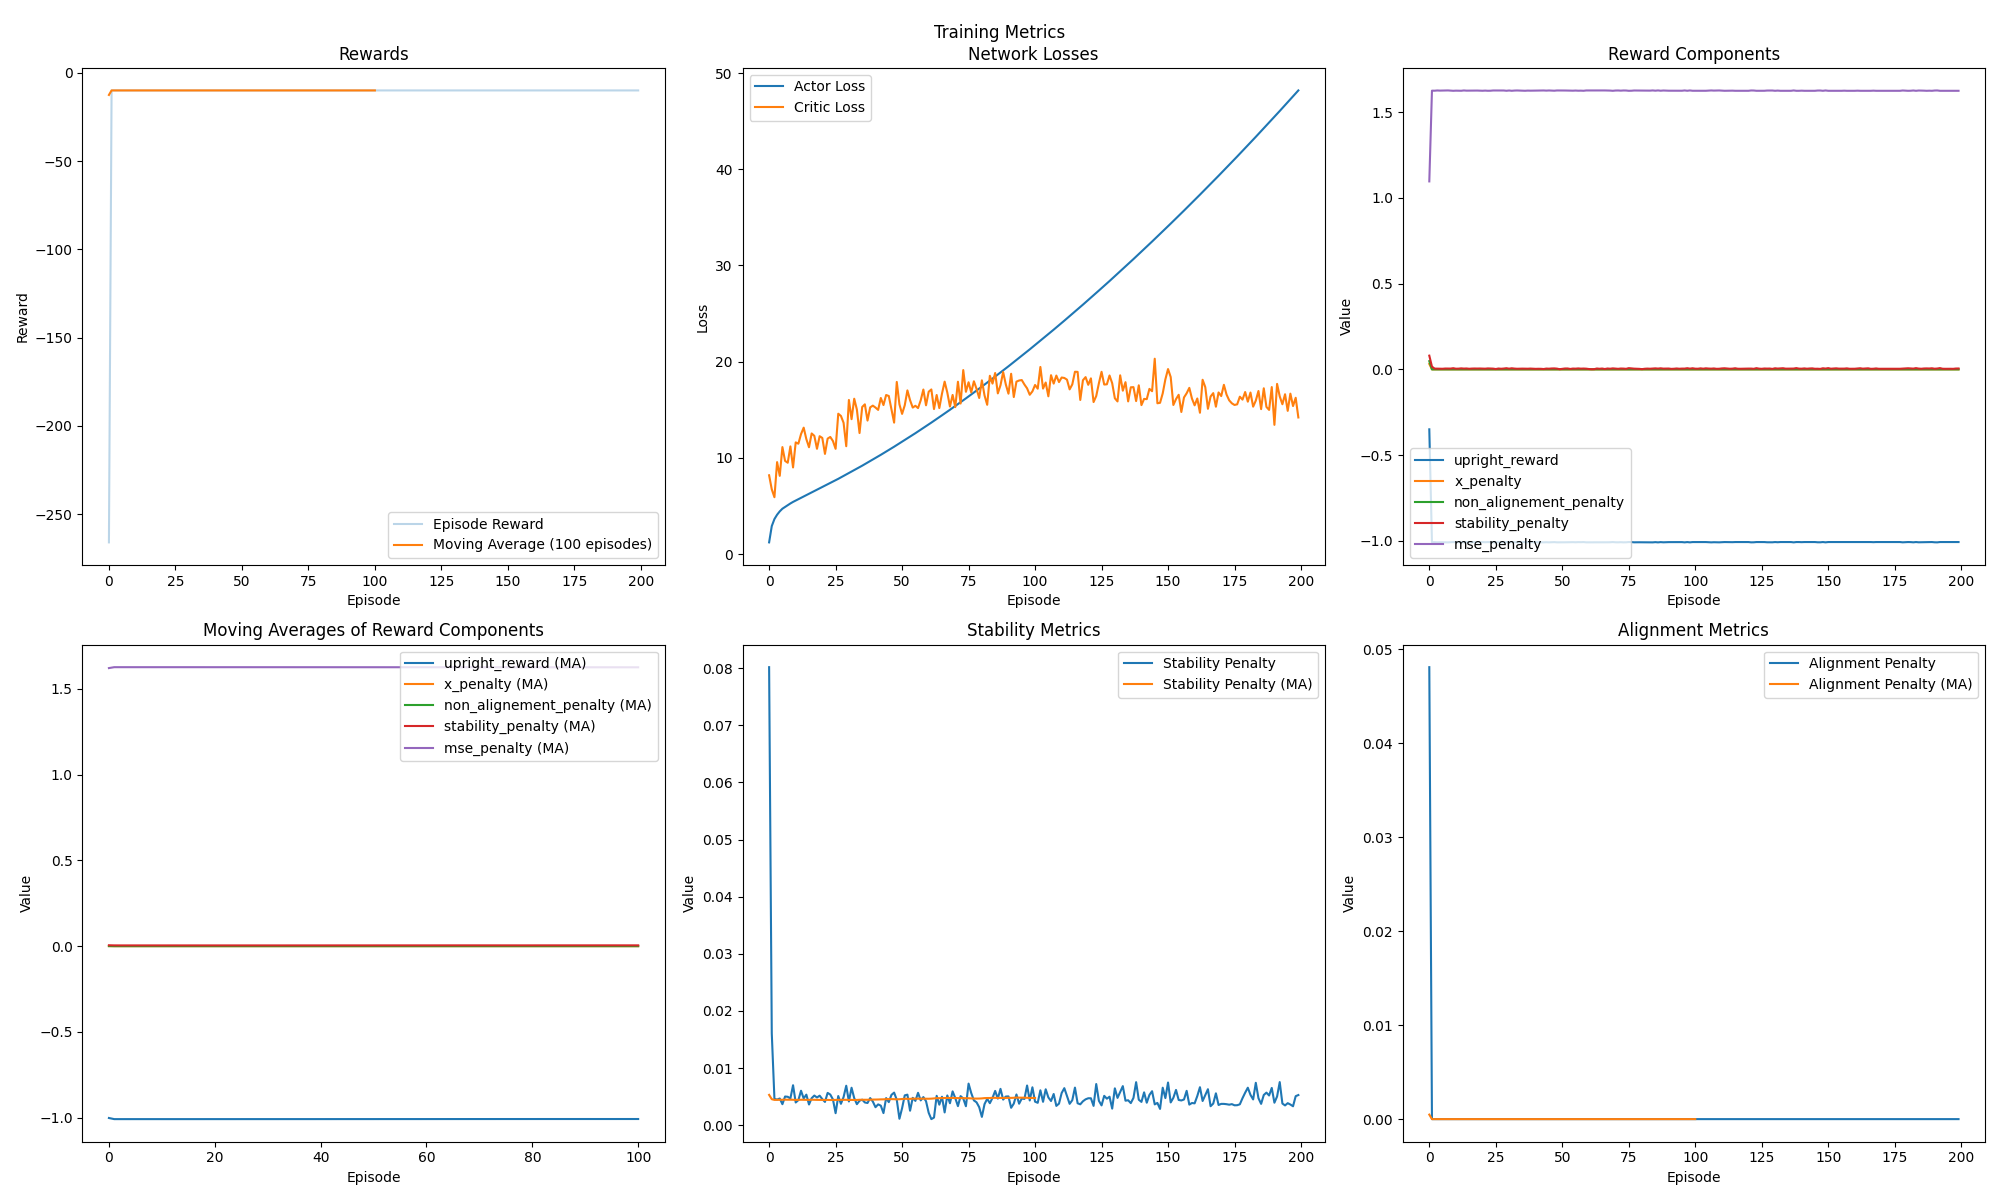 Training Metrics
Rewards
0
−50
−100
−150
−200
−250
Reward
0 25 50 75 100 125 150 175 200
Episode
Episode Reward
Moving Average (100 episodes)
Network Losses
50
40
30
20
10
0
Loss
0 25 50 75 100 125 150 175 200
Episode
Actor Loss
Critic Loss
Reward Components
1.5
1.0
0.5
0.0
−0.5
−1.0
Value
0 25 50 75 100 125 150 175 200
Episode
upright_reward
x_penalty
non_alignement_penalty
stability_penalty
mse_penalty
Moving Averages of Reward Components
1.5
1.0
0.5
0.0
−0.5
−1.0
Value
0 20 40 60 80 100
Episode
upright_reward (MA)
x_penalty (MA)
non_alignement_penalty (MA)
stability_penalty (MA)
mse_penalty (MA)
Stability Metrics
0.08
0.07
0.06
0.05
0.04
0.03
0.02
0.01
0.00
Value
0 25 50 75 100 125 150 175 200
Episode
Stability Penalty
Stability Penalty (MA)
Alignment Metrics
0.05
0.04
0.03
0.02
0.01
0.00
Value
0 25 50 75 100 125 150 175 200
Episode
Alignment Penalty
Alignment Penalty (MA)